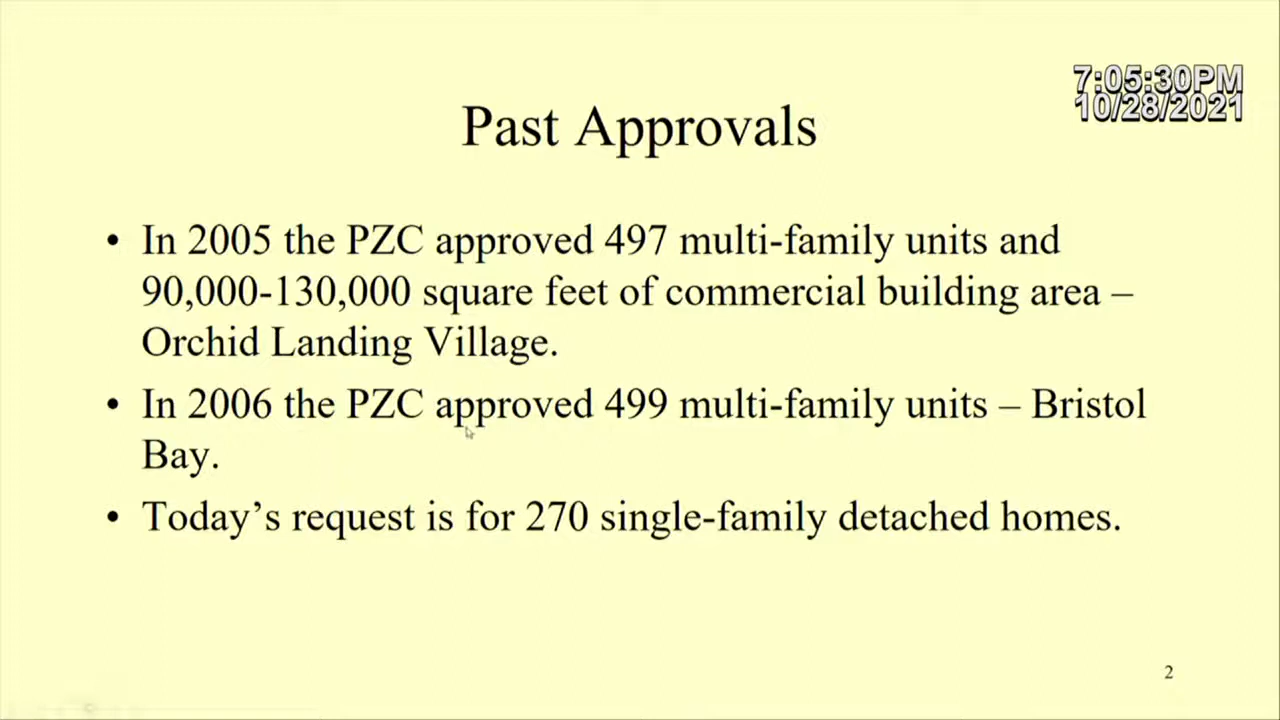 7:05:30PM
10/28/2021
Past Approvals
• In 2005 the PZC approved 497 multi-family units and
90,000-130,000 square feet of commercial building area –
Orchid Landing Village.
• In 2006 the PZC approved 499 multi-family units – Bristol
Bay.
• Today’s request is for 270 single-family detached homes.
2